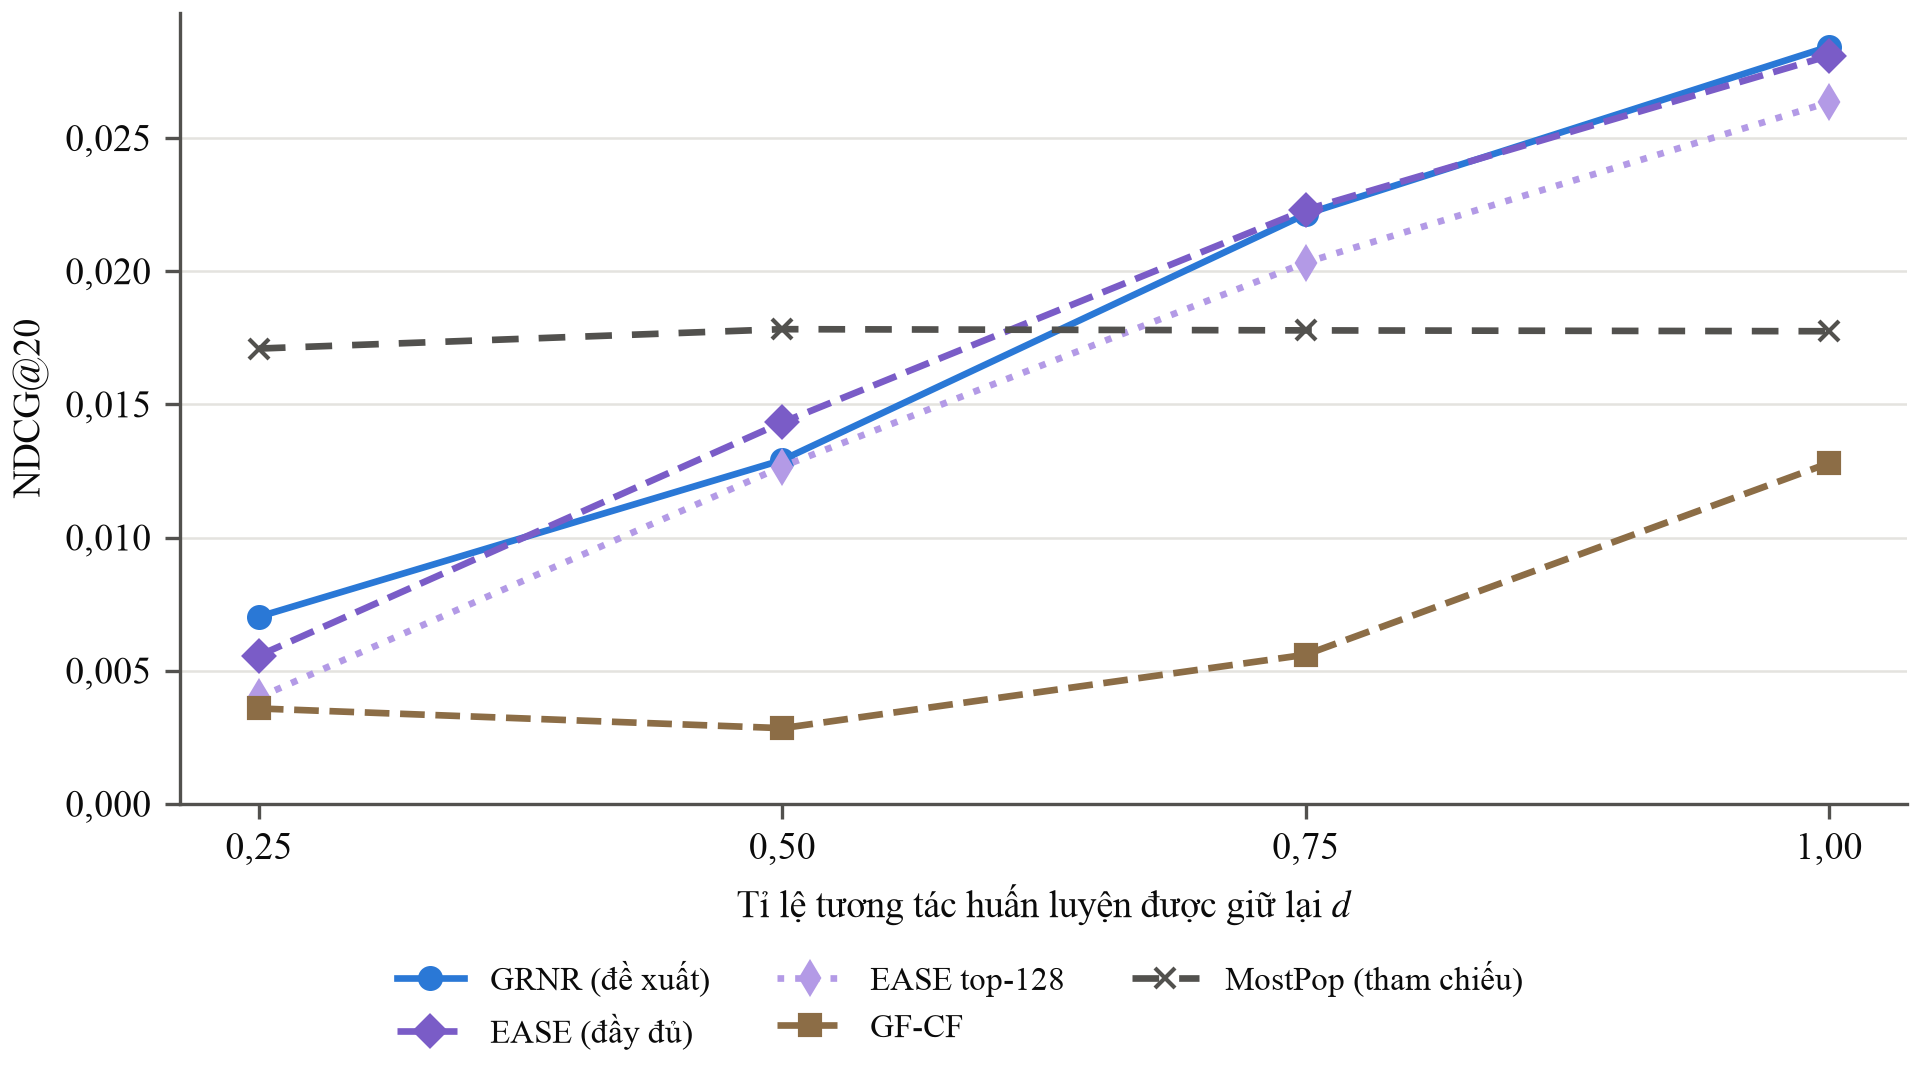 0,025
0,020
0,015
0,010
0,005
0,000
NDCG@20
0,25 0,50 0,75 1,00
Tỉ lệ tương tác huấn luyện được giữ lại d
GRNR (đề xuất) EASE top-128 MostPop (tham chiếu)
EASE (đầy đủ) GF-CF